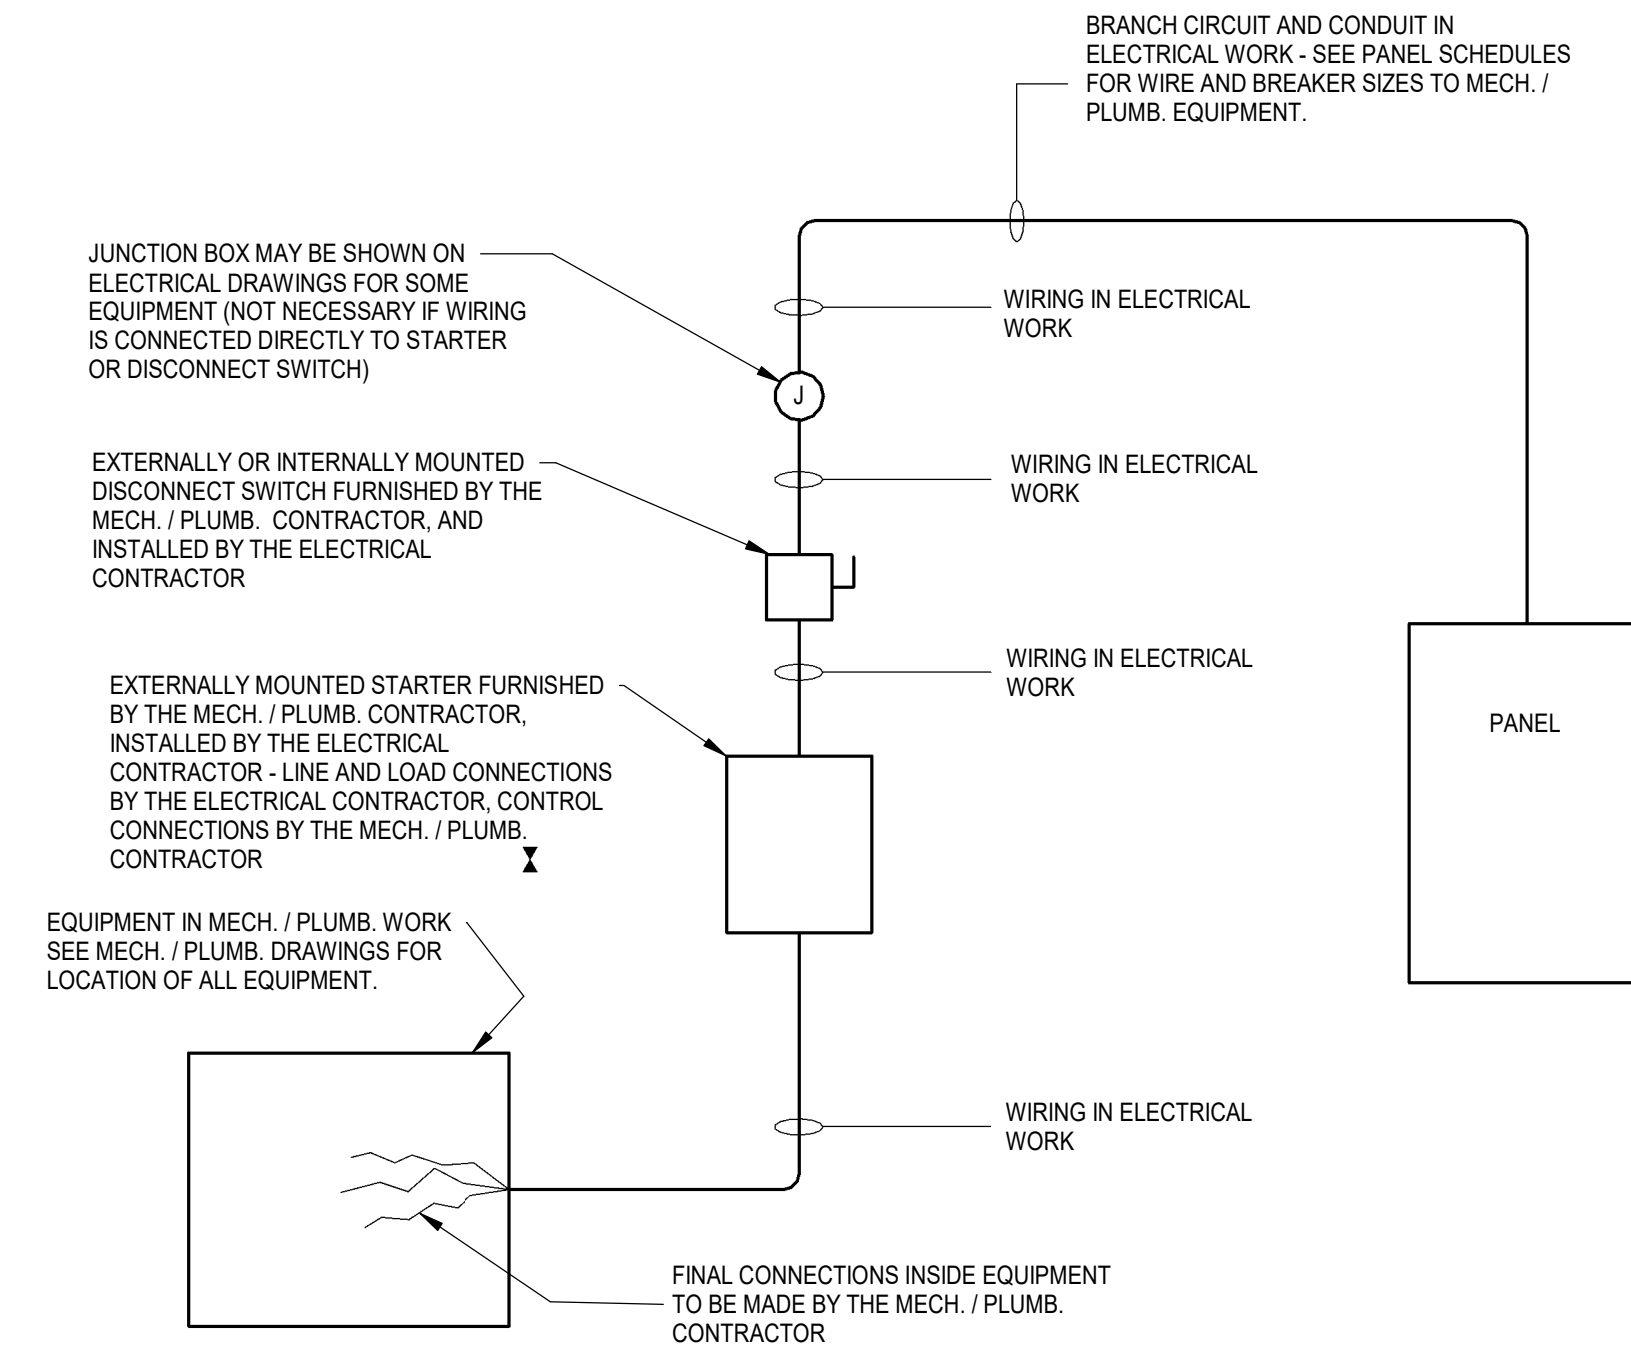 BRANCH CIRCUIT AND CONDUIT IN
ELECTRICAL WORK - SEE PANEL SCHEDULES
FOR WIRE AND BREAKER SIZES TO MECH. /
PLUMB. EQUIPMENT.
JUNCTION BOX MAY BE SHOWN ON
ELECTRICAL DRAWINGS FOR SOME
EQUIPMENT (NOT NECESSARY IF WIRING
IS CONNECTED DIRECTLY TO STARTER
OR DISCONNECT SWITCH)
WIRING IN ELECTRICAL
WORK
J
EXTERNALLY OR INTERNALLY MOUNTED
DISCONNECT SWITCH FURNISHED BY THE
MECH. / PLUMB.  CONTRACTOR, AND
INSTALLED BY THE ELECTRICAL
CONTRACTOR
WIRING IN ELECTRICAL
WORK
WIRING IN ELECTRICAL
WORK
EXTERNALLY MOUNTED STARTER FURNISHED
BY THE MECH. / PLUMB. CONTRACTOR,
INSTALLED BY THE ELECTRICAL
CONTRACTOR - LINE AND LOAD CONNECTIONS
BY THE ELECTRICAL CONTRACTOR, CONTROL
CONNECTIONS BY THE MECH. / PLUMB.
CONTRACTOR
PANEL
EQUIPMENT IN MECH. / PLUMB. WORK
SEE MECH. / PLUMB. DRAWINGS FOR
LOCATION OF ALL EQUIPMENT.
WIRING IN ELECTRICAL
WORK
FINAL CONNECTIONS INSIDE EQUIPMENT
TO BE MADE BY THE MECH. / PLUMB.
CONTRACTOR